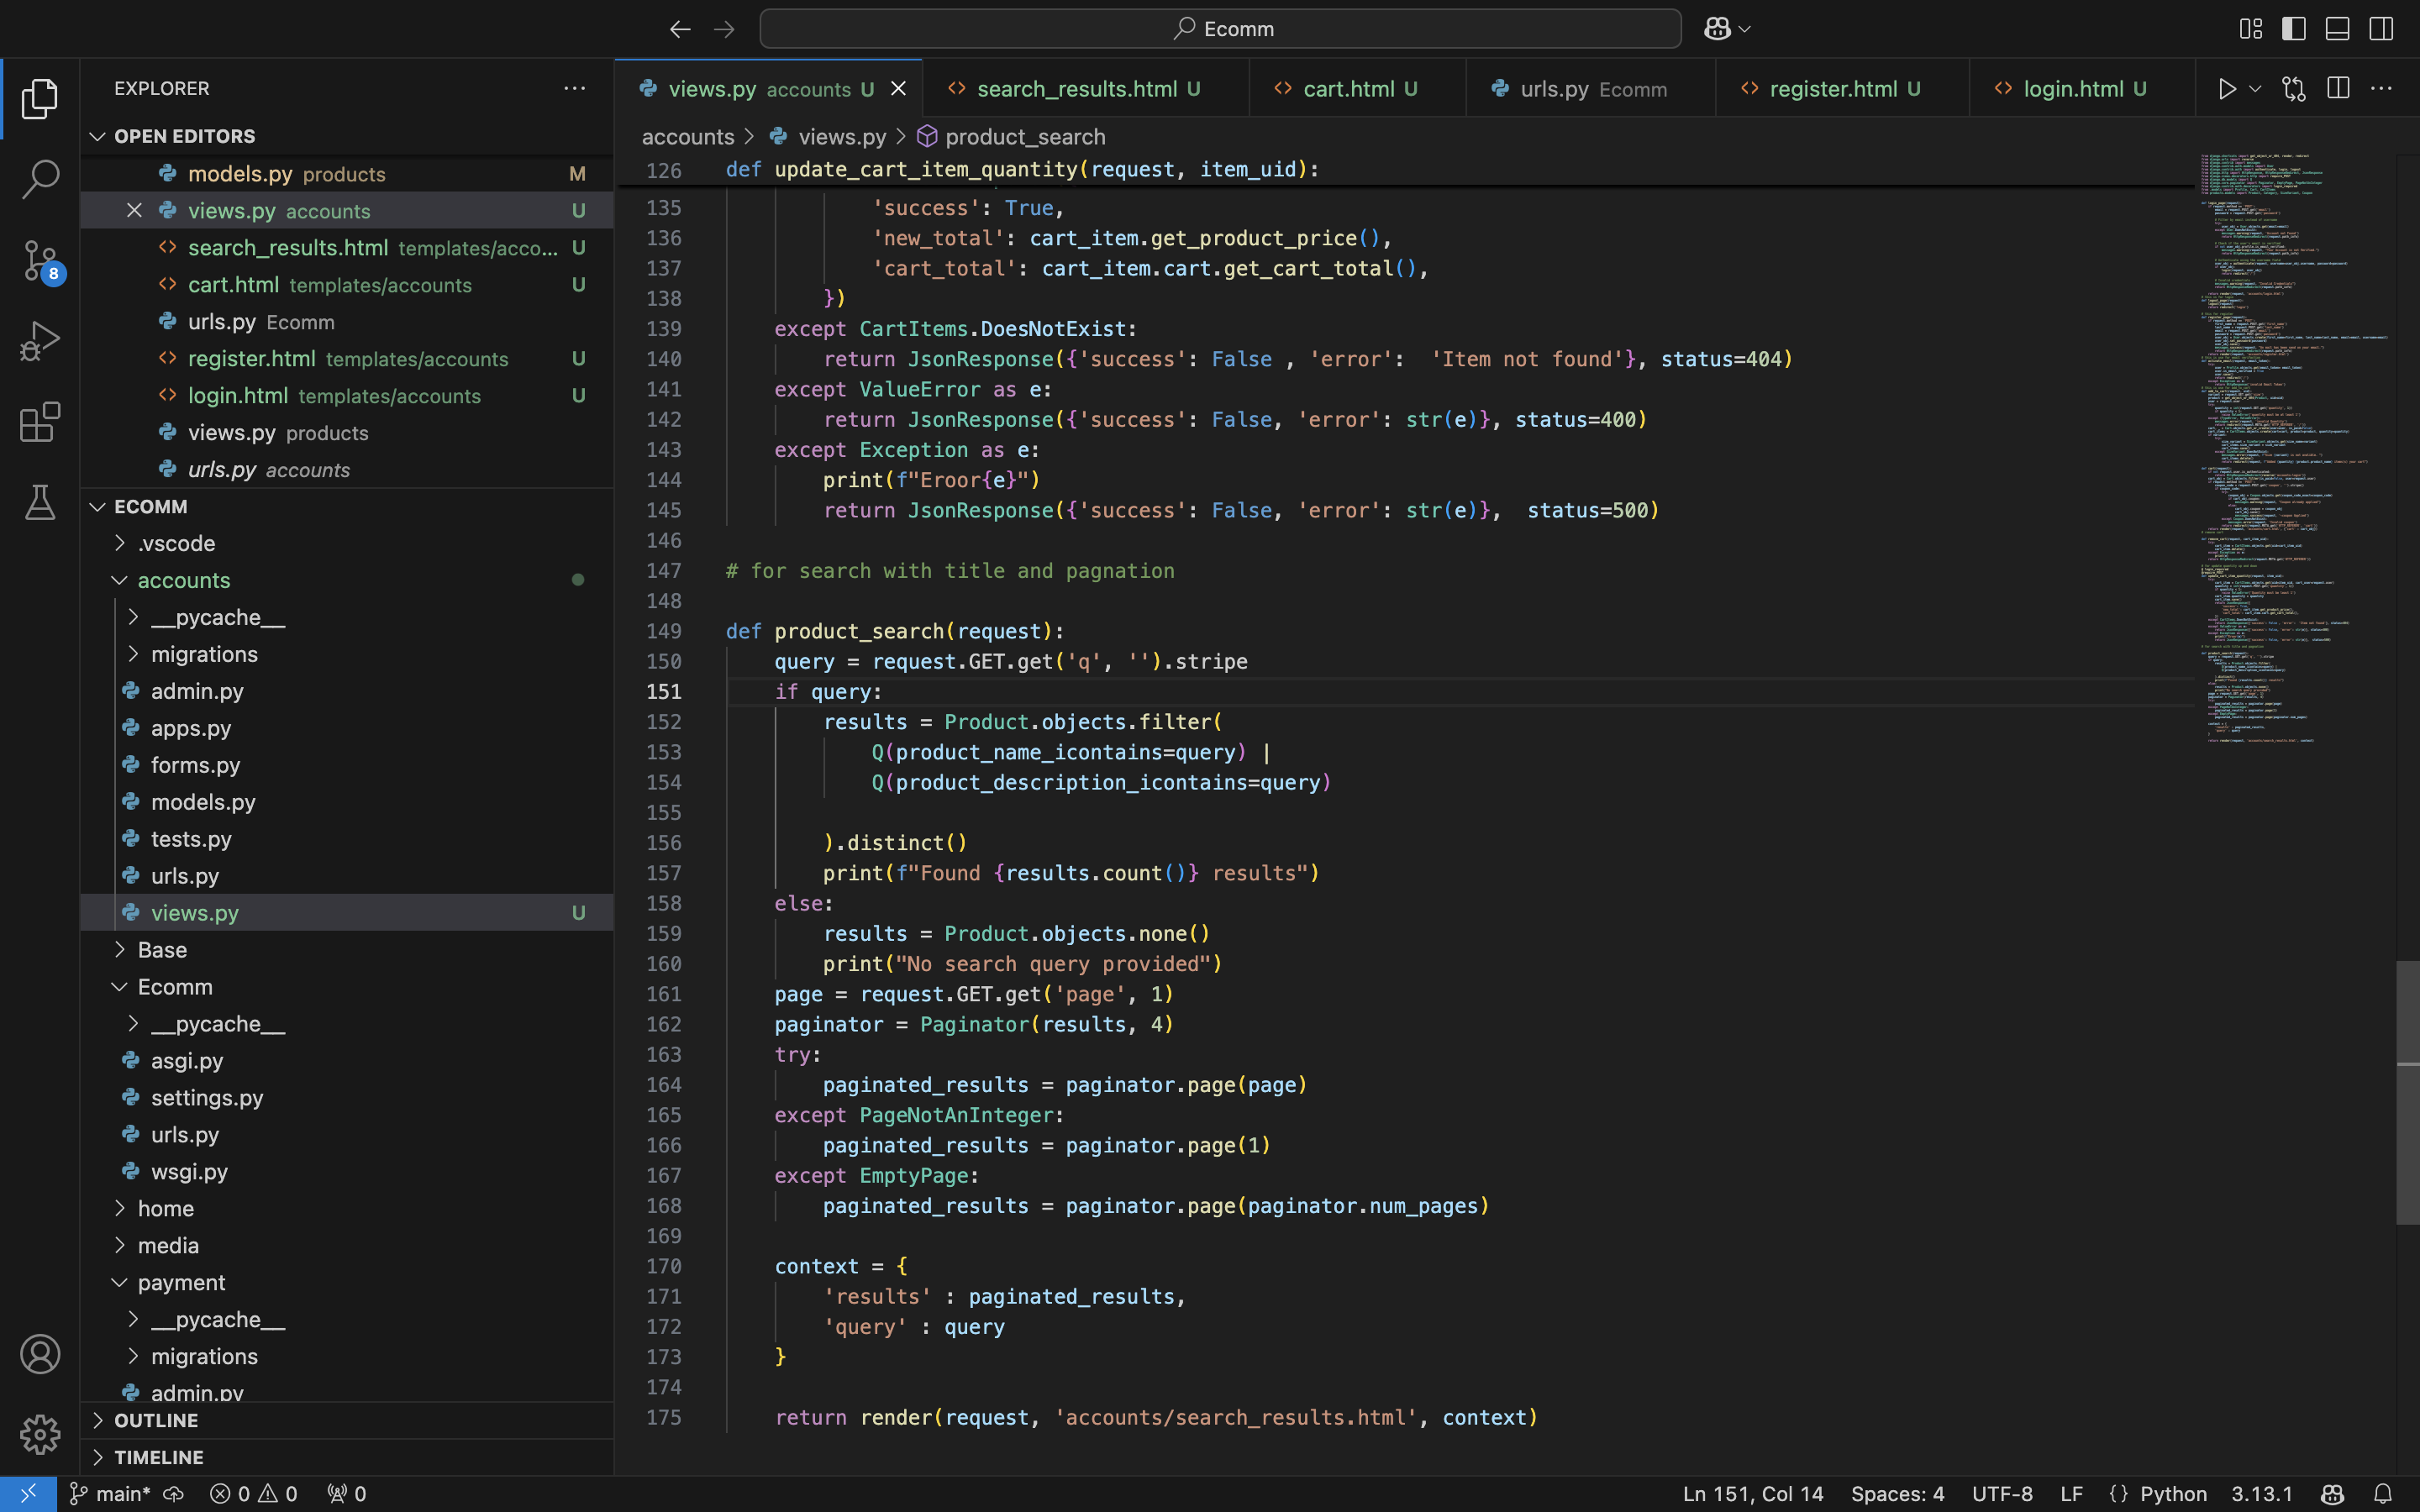 Ecomm
EXPLORER
OPEN EDITORS
models.py products M
views.py accounts U
search_results.html templates/acco... U
cart.html templates/accounts U
urls.py Ecomm
register.html templates/accounts U
login.html templates/accounts U
views.py products
urls.py accounts
ECOMM
.vscode
accounts
__pycache__
migrations
admin.py
apps.py
forms.py
models.py
tests.py
urls.py
views.py U
Base
Ecomm
__pycache__
asgi.py
settings.py
urls.py
wsgi.py
home
media
payment
__pycache__
migrations
admin.py
OUTLINE
TIMELINE
8
views.py accounts U
search_results.html U
cart.html U
urls.py Ecomm
register.html U
login.html U
accounts > views.py > product_search
126 def update_cart_item_quantity(request, item_uid):
135 'success': True,
136 'new_total': cart_item.get_product_price(),
137 'cart_total': cart_item.cart.get_cart_total(),
138 })
139 except CartItems.DoesNotExist:
140 return JsonResponse({'success': False , 'error':  'Item not found'}, status=404)
141 except ValueError as e:
142 return JsonResponse({'success': False, 'error': str(e)}, status=400)
143 except Exception as e:
144 print(f"Eroor{e}")
145 return JsonResponse({'success': False, 'error': str(e)},  status=500)
146
147 # for search with title and pagnation
148
149 def product_search(request):
150 query = request.GET.get('q', '').stripe
151 if query:
152 results = Product.objects.filter(
153 Q(product_name_icontains=query) |
154 Q(product_description_icontains=query)
155
156 ).distinct()
157 print(f"Found {results.count()} results")
158 else:
159 results = Product.objects.none()
160 print("No search query provided")
161 page = request.GET.get('page', 1)
162 paginator = Paginator(results, 4)
163 try:
164 paginated_results = paginator.page(page)
165 except PageNotAnInteger:
166 paginated_results = paginator.page(1)
167 except EmptyPage:
168 paginated_results = paginator.page(paginator.num_pages)
169
170 context = {
171 'results' : paginated_results,
172 'query' : query
173 }
174
175 return render(request, 'accounts/search_results.html', context)
main* 0 0 0
Ln 151, Col 14 Spaces: 4 UTF-8 LF {} Python 3.13.1